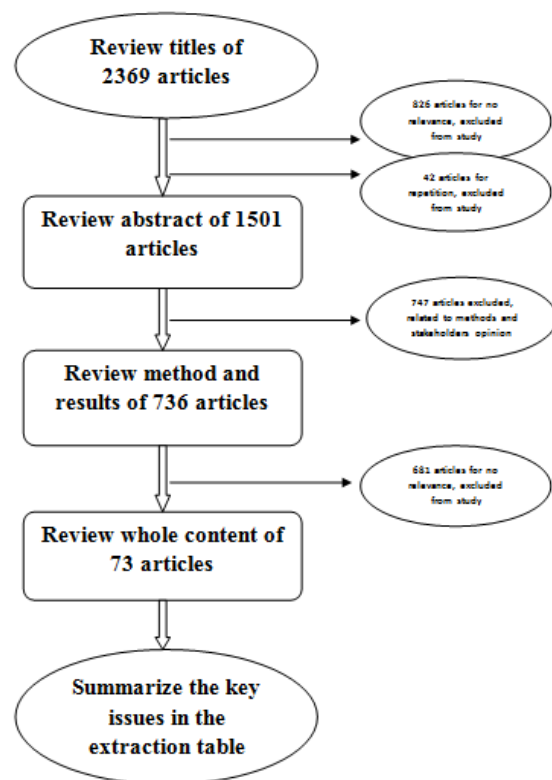 Review titles of
2369 articles
826 articles for no
relevance, excluded
from study
42 articles for
repetition, excluded
from study
Review abstract of 1501
articles
747 articles excluded,
related to methods and
stakeholders opinion
Review method and
results of 736 articles
681 articles for no
relevance, excluded
from study
Review whole content of
73 articles
Summarize the key
issues in the
extraction table